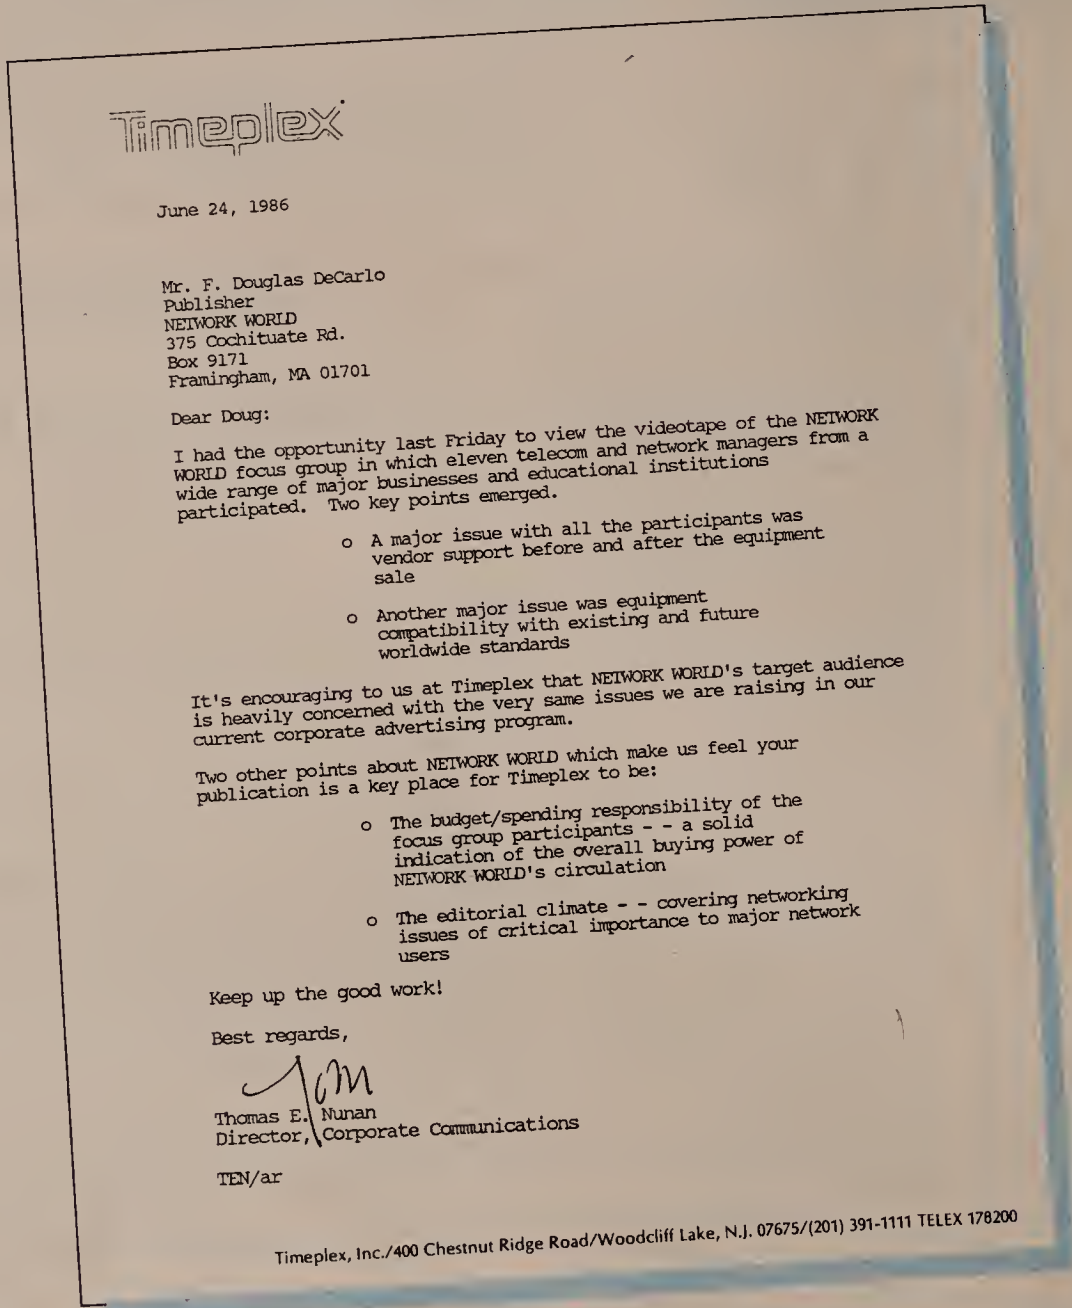 Timeplex
June 24, 1986
Mr. F. Douglas DeCarlo
Publisher
NETWORK WORLD
375 Cochituate Rd.
Box 9171
Framingham, MA 01701
Dear Doug:
I had the opportunity last Friday to view the videotape of the NETWORK
WORLD focus group in which eleven telecom and network managers from a
wide range of major businesses and educational institutions
participated. Two key points emerged.
o A major issue with all the participants was
vendor support before and after the equipment
sale
o Another major issue was equipment
compatibility with existing and future
worldwide standards
It's encouraging to us at Timeplex that NETWORK WORLD's target audience
is heavily concerned with the very same issues we are raising in our
current corporate advertising program.
Two other points about NETWORK WORLD which make us feel your
publication is a key place for Timeplex to be:
o The budget/spending responsibility of the
focus group participants - - a solid
indication of the overall buying power of
NETWORK WORLD's circulation
o The editorial climate - - covering networking
issues of critical importance to major network
users
Keep up the good work!
Best regards,
Tom
Thomas E. Nunan
Director, Corporate Communications
TEN/ar
Timeplex, Inc./400 Chestnut Ridge Road/Woodcliff Lake, N.J. 07675/(201) 391-1111 TELEX 178200